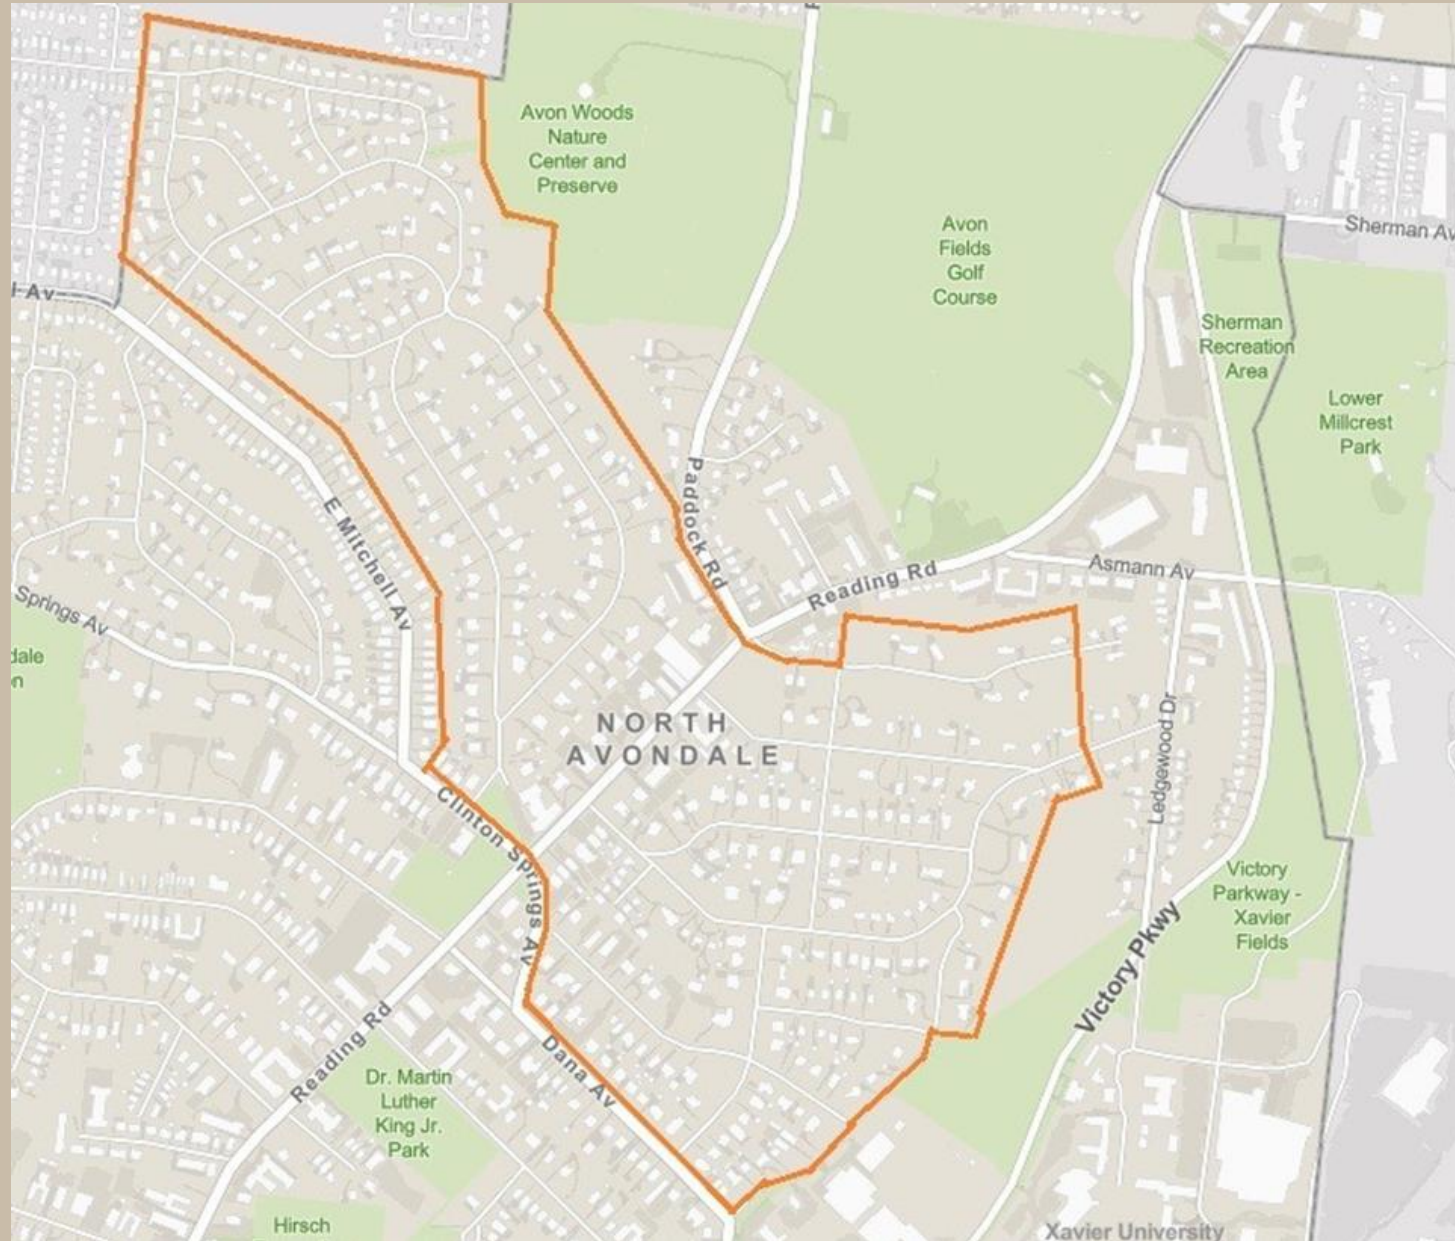 Avon Woods
Nature
Center and
Preserve
Avon
Fields
Golf
Course
Sherman Av
l Av
Sherman
Recreation
Area
Lower
Millcrest
Park
Paddock Rd
E Mitchell Av
Reading Rd
Asmann Av
Springs Av
dale
n
NORTH
AVONDALE
Ledgewood Dr
Clinton Springs Av
Victory
Parkway -
Xavier
Fields
Victory Pkwy
Reading Rd
Dana Av
Dr. Martin
Luther
King Jr.
Park
Hirsch
Xavier University